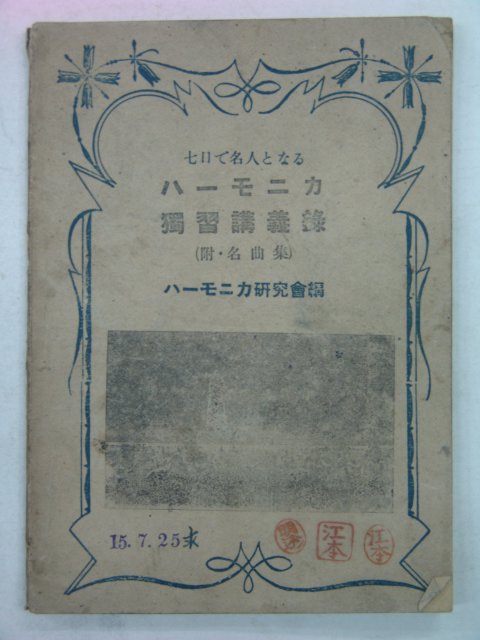 七日で名人となる
ハーモニカ
獨習講義錄
(附・名曲集)
ハーモニカ研究會編
15.7.25求
江本
江本